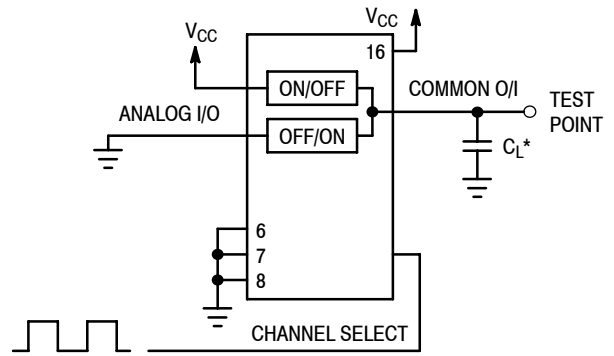 VCC
VCC
16
ON/OFF
COMMON O/I
TEST
POINT
ANALOG I/O
OFF/ON
CL*
6
7
8
CHANNEL SELECT